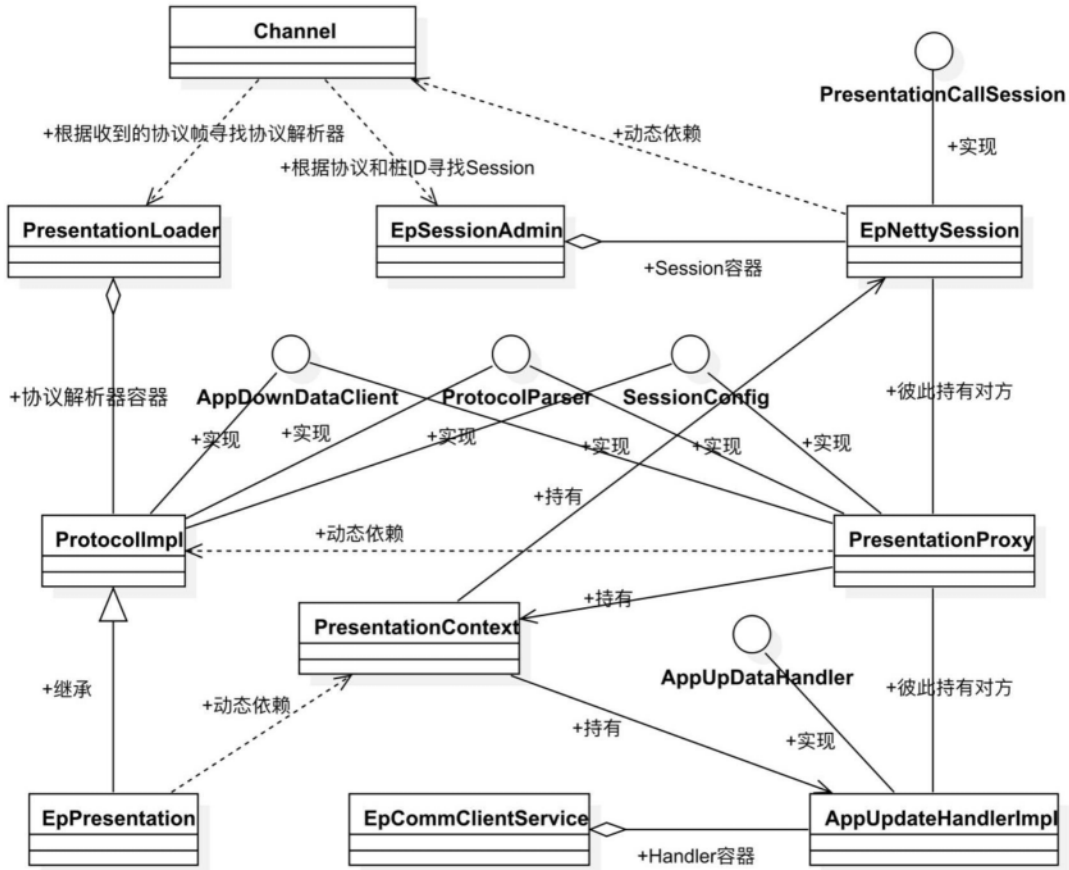 Channel
PresentationCallSession
+根据收到的协议帧寻找协议解析器
+动态依赖
+实现
+根据协议和桩ID寻找Session
PresentationLoader
EpSessionAdmin
EpNettySession
+Session容器
AppDownDataClient
ProtocolParser
SessionConfig
+协议解析器容器
+彼此持有对方
+实现
+实现
+实现
+实现
+实现
+实现
+持有
ProtocolImpl
+动态依赖
PresentationProxy
+持有
PresentationContext
AppUpDataHandler
+继承
+动态依赖
+彼此持有对方
+持有
+实现
EpPresentation
EpCommClientService
AppUpdateHandlerImpl
+Handler容器